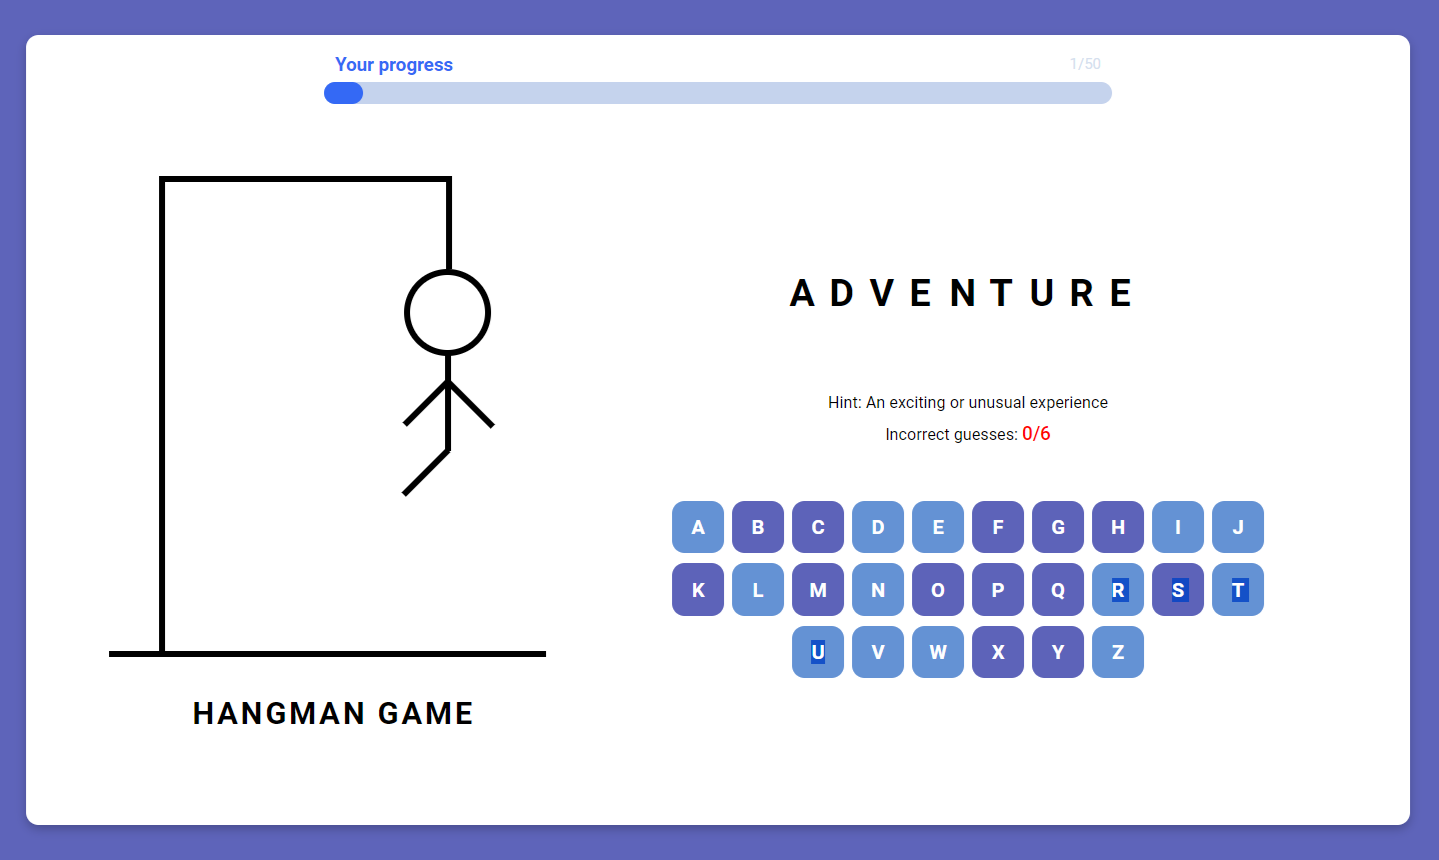 Your progress 1/50
A D V E N T U R E
Hint: An exciting or unusual experience
Incorrect guesses: 0/6
A B C D E F G H I J
K L M N O P Q R S T
U V W X Y Z
HANGMAN GAME